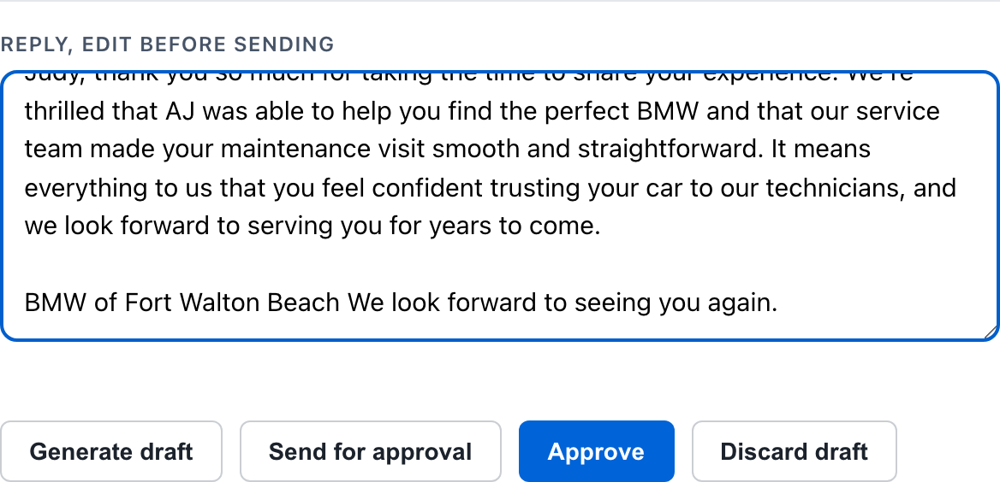 REPLY, EDIT BEFORE SENDING
Judy, thank you so much for taking the time to share your experience. We're
thrilled that AJ was able to help you find the perfect BMW and that our service
team made your maintenance visit smooth and straightforward. It means
everything to us that you feel confident trusting your car to our technicians, and
we look forward to serving you for years to come.
BMW of Fort Walton Beach We look forward to seeing you again.
Generate draft
Send for approval
Approve
Discard draft